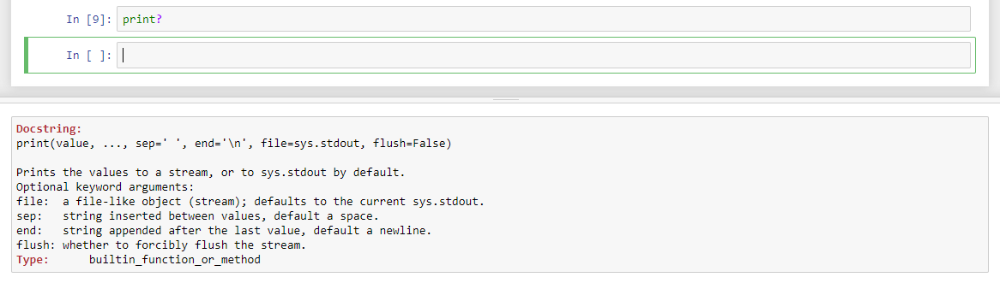 In [9]: print?
In [ ]:
Docstring:
print(value, ..., sep=' ', end='\n', file=sys.stdout, flush=False)
Prints the values to a stream, or to sys.stdout by default.
Optional keyword arguments:
file:  a file-like object (stream); defaults to the current sys.stdout.
sep:   string inserted between values, default a space.
end:   string appended after the last value, default a newline.
flush: whether to forcibly flush the stream.
Type:      builtin_function_or_method